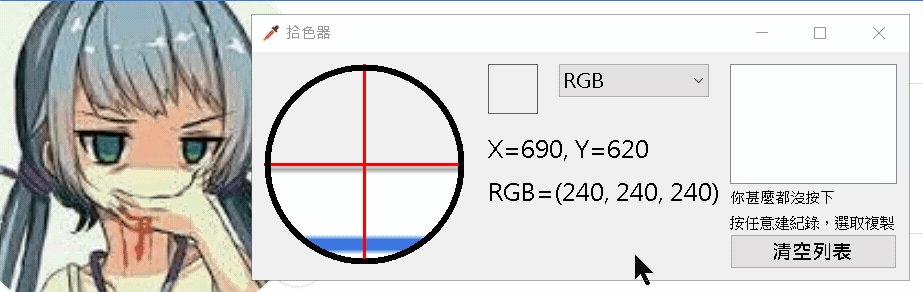 拾色器
RGB
X=690, Y=620
RGB=(240, 240, 240)
你甚麼都沒按下
按任意建紀錄，選取複製
清空列表